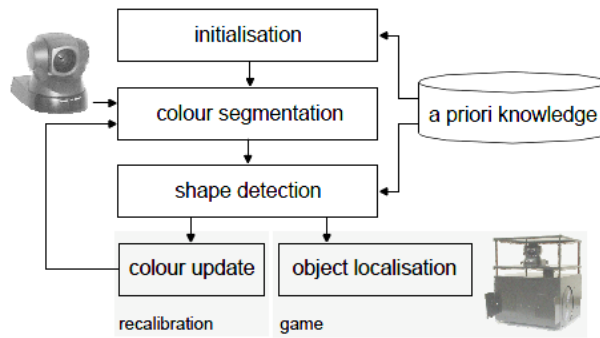 initialisation
colour segmentation
a priori knowledge
shape detection
colour update
object localisation
recalibration
game